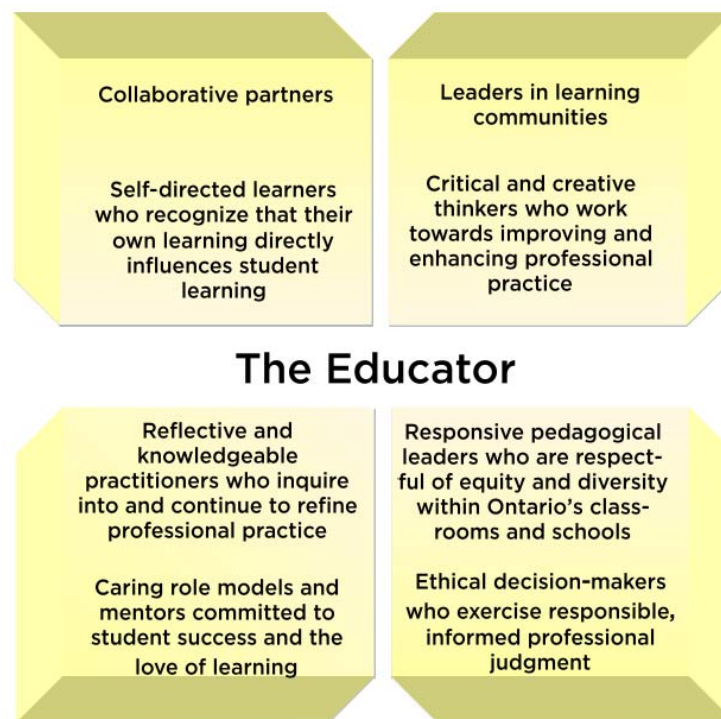 Collaborative partners
Self-directed learners
who recognize that their
own learning directly
influences student
learning
Leaders in learning
communities
Critical and creative
thinkers who work
towards improving and
enhancing professional
practice
The Educator
Reflective and
knowledgeable
practitioners who inquire
into and continue to refine
professional practice
Caring role models and
mentors committed to
student success and the
love of learning
Responsive pedagogical
leaders who are respect-
ful of equity and diversity
within Ontario's class-
rooms and schools
Ethical decision-makers
who exercise responsible,
informed professional
judgment